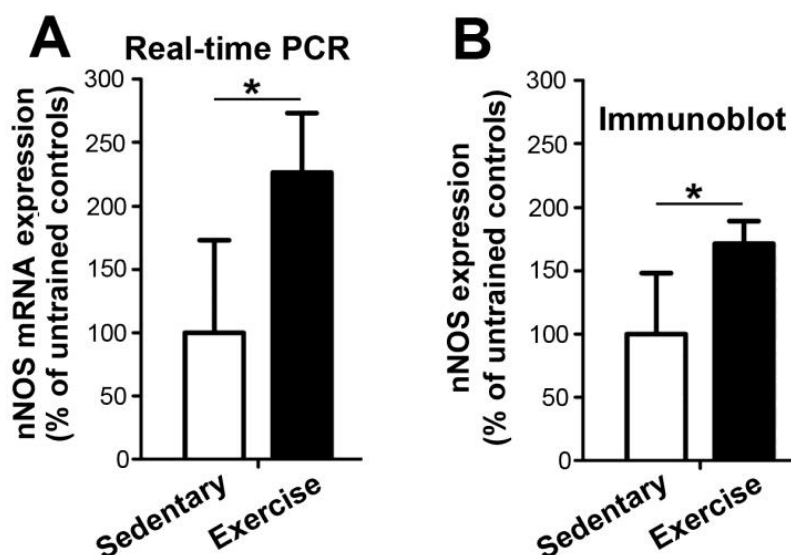 A
Real-time PCR
nNOS mRNA expression
(% of untrained controls)
300
250
200
150
100
50
0
*
Sedentary
Exercise
B
Immunoblot
nNOS expression
(% of untrained controls)
300
250
200
150
100
50
0
*
Sedentary
Exercise